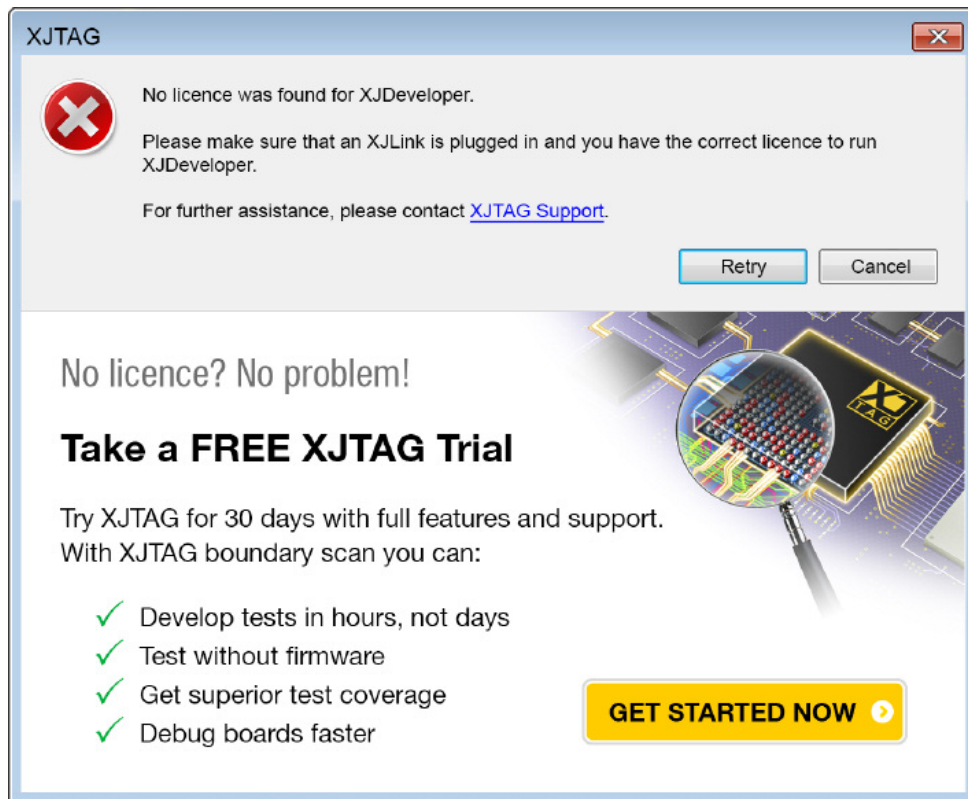 XJTAG
No licence was found for XJDeveloper.
Please make sure that an XJLink is plugged in and you have the correct licence to run
XJDeveloper.
For further assistance, please contact XJTAG Support.
Retry
Cancel
No licence? No problem!
XJ
TAG
Take a FREE XJTAG Trial
Try XJTAG for 30 days with full features and support.
With XJTAG boundary scan you can:
✓ Develop tests in hours, not days
✓ Test without firmware
✓ Get superior test coverage
✓ Debug boards faster
GET STARTED NOW